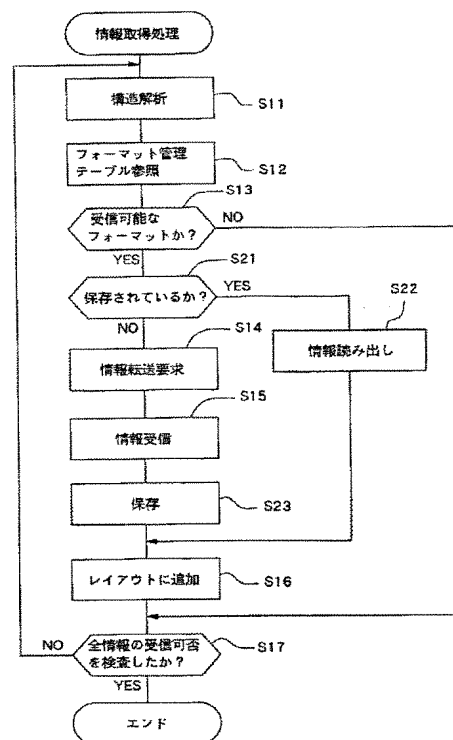 情報取得処理
構造解析
S11
フォーマット管理
テーブル参照
S12
S13
受信可能な
フォーマットか？
NO
YES
S21
保存されているか？
YES
S22
NO
情報読み出し
S14
情報転送要求
S15
情報受信
保存
S23
レイアウトに追加
S16
NO
全情報の受信可否
を検査したか？
S17
YES
エンド